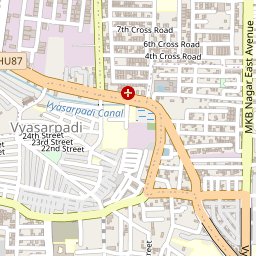 7th Cross Road
6th Cross Road
4th Cross Road
HU87
MKB Nagar East Avenue
Vyasarpadi Canal
Vyasarpadi
24th Street
23rd Street
22nd Street
Street